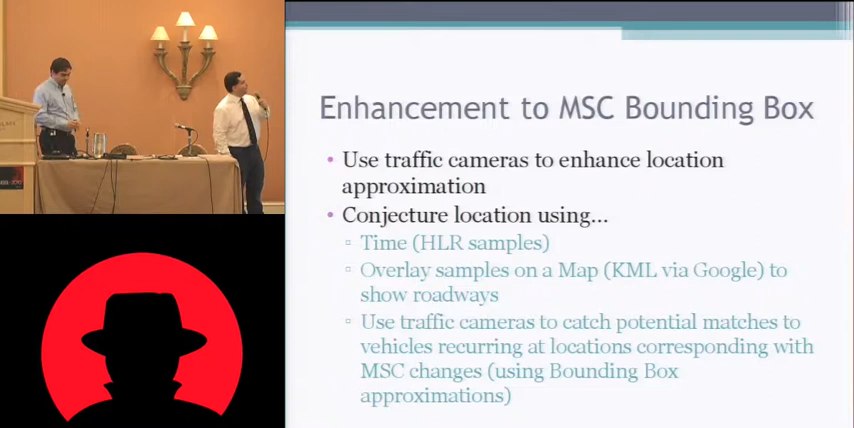 Enhancement to MSC Bounding Box
• Use traffic cameras to enhance location
approximation
• Conjecture location using...
▫ Time (HLR samples)
▫ Overlay samples on a Map (KML via Google) to
show roadways
▫ Use traffic cameras to catch potential matches to
vehicles recurring at locations corresponding with
MSC changes (using Bounding Box
approximations)